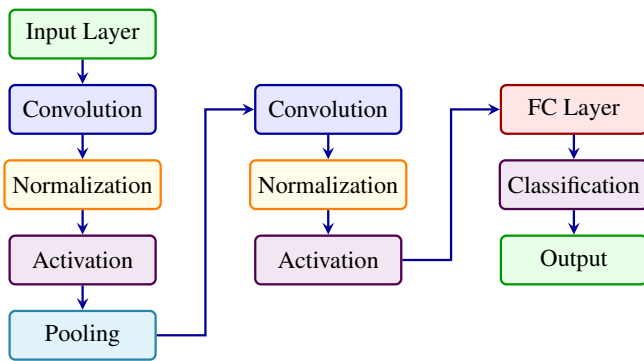 Input Layer
Convolution
Normalization
Activation
Pooling
Convolution
Normalization
Activation
FC Layer
Classification
Output